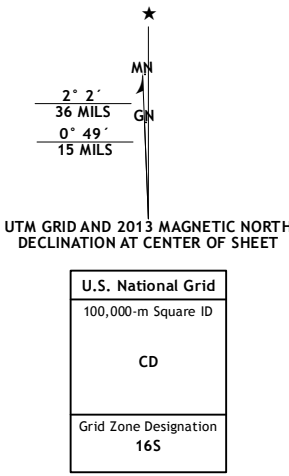 MN
2° 2´
36 MILS
GN
0° 49´
15 MILS
UTM GRID AND 2013 MAGNETIC NORTH
DECLINATION AT CENTER OF SHEET
U.S. National Grid
100,000-m Square ID
CD
Grid Zone Designation
16S